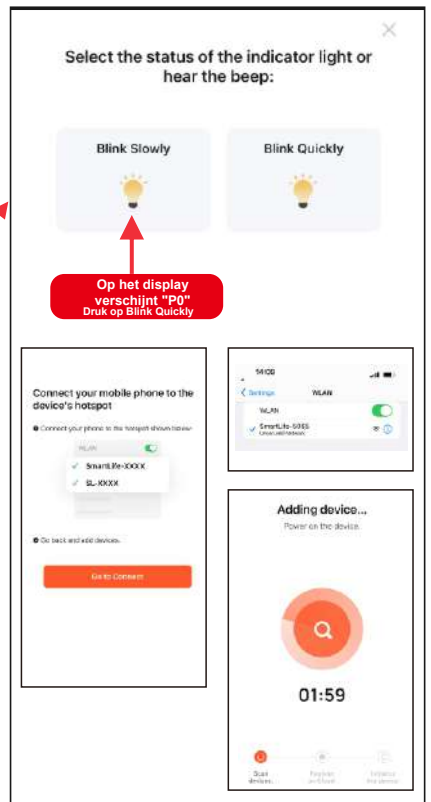 Select the status of the indicator light or
hear the beep:
Blink Slowly
Blink Quickly
Op het display
verschijnt "P0"
Druk op Blink Quickly
Connect your mobile phone to the
device's hotspot
Connect your phone to the hotspot shown below
WLAN
SmartLife-XXXX
SL-XXXX
Go back and add devices.
Go to Connect
Settings
WLAN
WLAN
Adding device...
Power on the device.
01:59
Scan
devices.